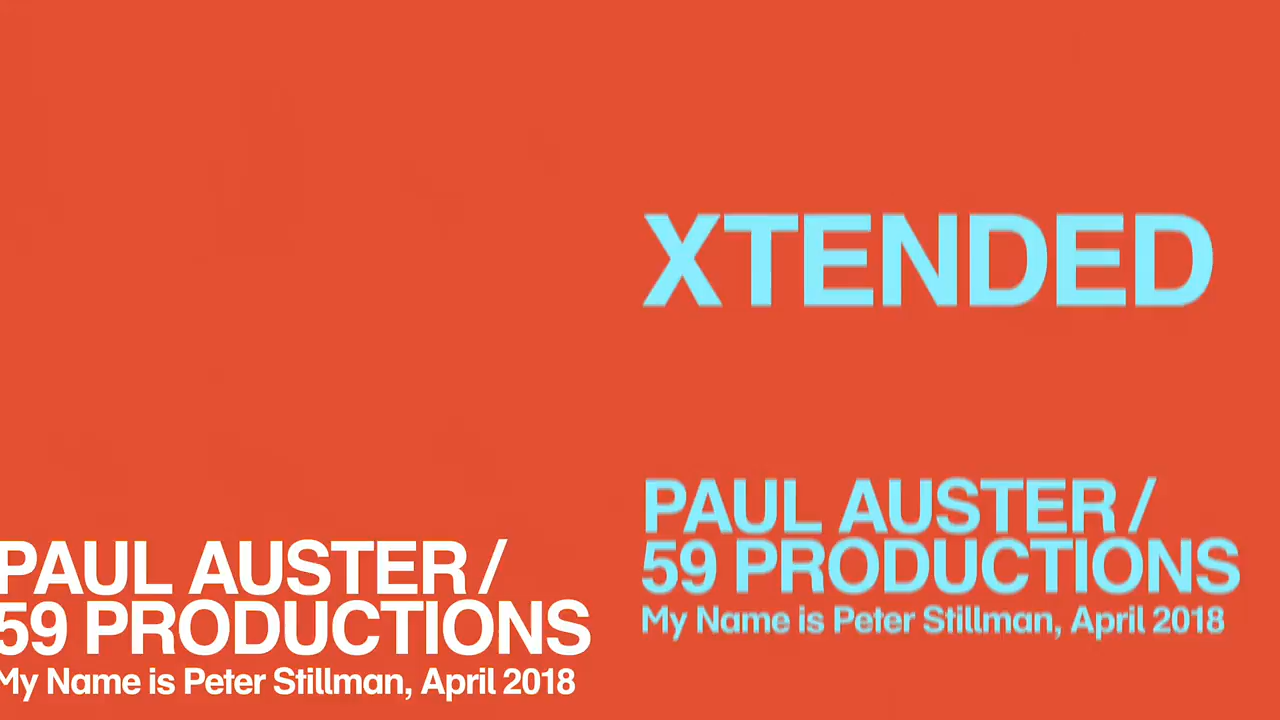 XTENDED
PAUL AUSTER /
59 PRODUCTIONS
My Name is Peter Stillman, April 2018
PAUL AUSTER /
59 PRODUCTIONS
My Name is Peter Stillman, April 2018